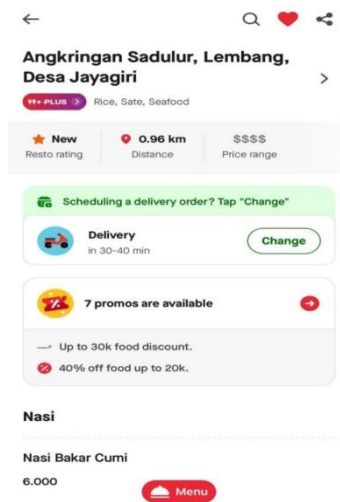 Angkringan Sadulur, Lembang,
Desa Jayagiri
PLUS Rice, Sate, Seafood
New 0.96 km $$$$
Resto rating Distance Price range
Scheduling a delivery order? Tap "Change"
Delivery
in 30-40 min
Change
7 promos are available
Up to 30k food discount.
40% off food up to 20k.
Nasi
Nasi Bakar Cumi
6.000
Menu